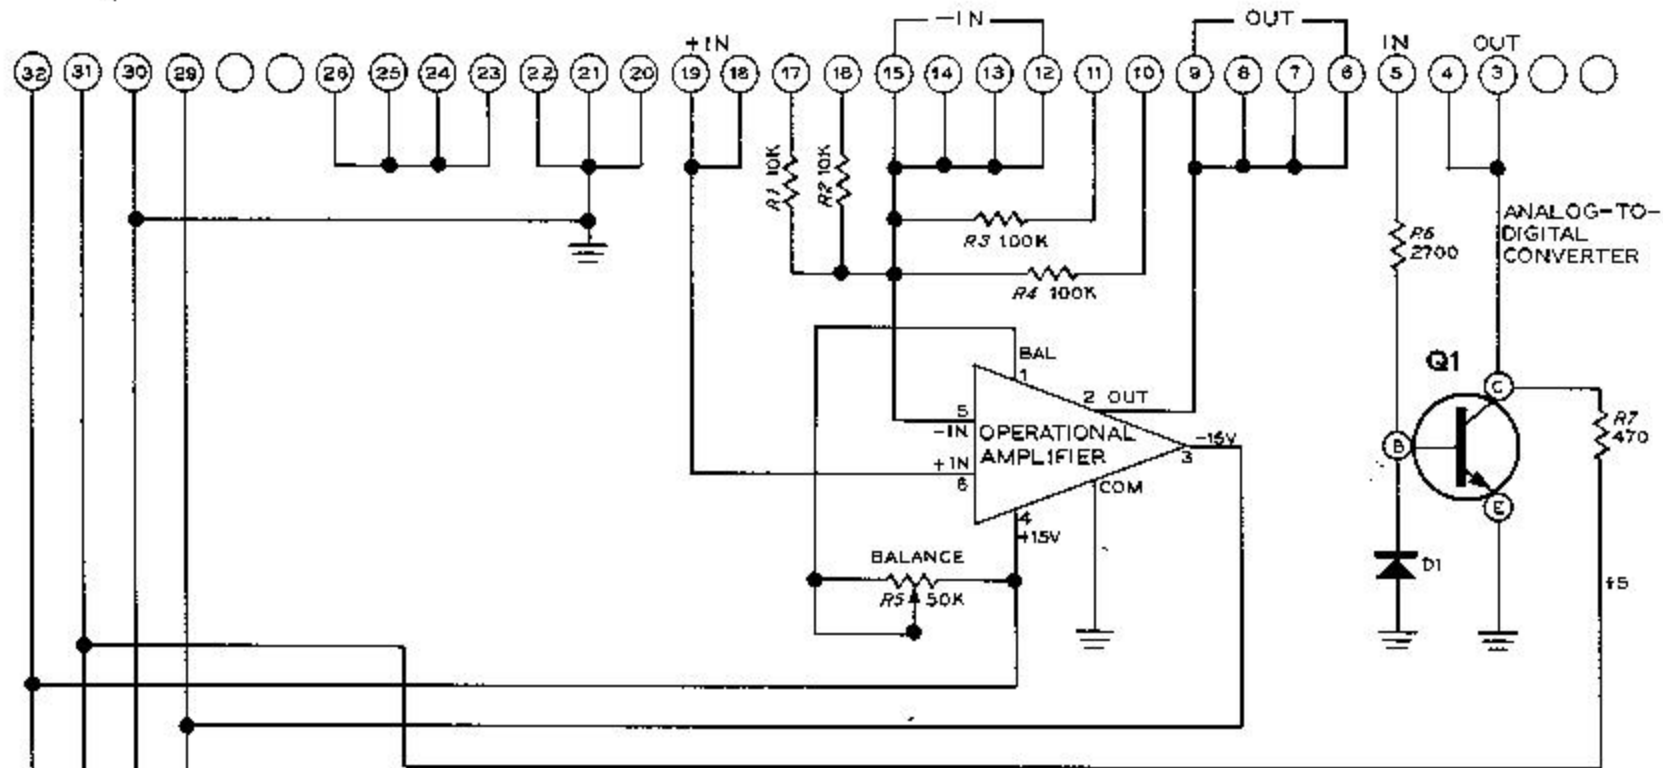 -IN OUT
+IN IN OUT
32 31 30 29 26 25 24 23 22 21 20 19 18 17 16 15 14 13 12 11 10 9 8 7 6 5 4 3
R1 10K
R2 10K
R3 100K
R4 100K
R6
2700
ANALOG-TO-
DIGITAL
CONVERTER
BAL
1
2 OUT
5
-IN
OPERATIONAL
AMPLIFIER
+IN
6
-15V
3
COM
4
+15V
BALANCE
R5 50K
Q1
C
B
E
R7
470
D1
+5